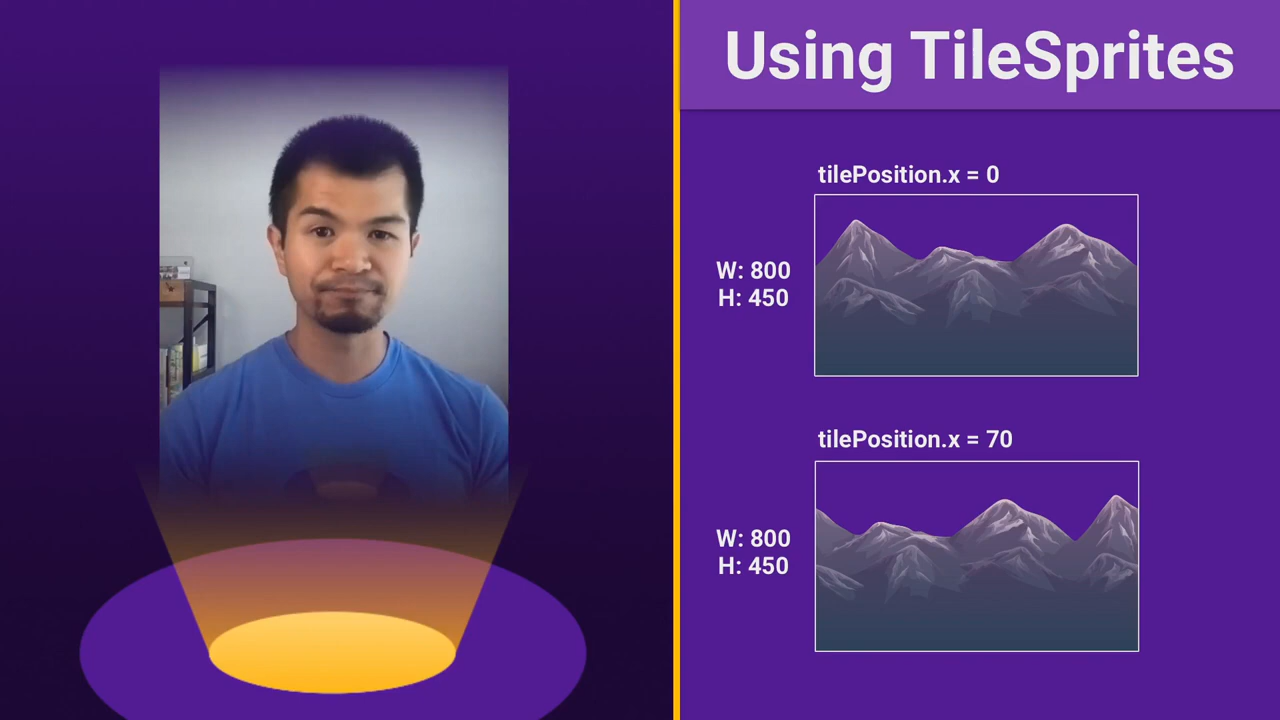 Using TileSprites
tilePosition.x = 0
W: 800
H: 450
tilePosition.x = 70
W: 800
H: 450